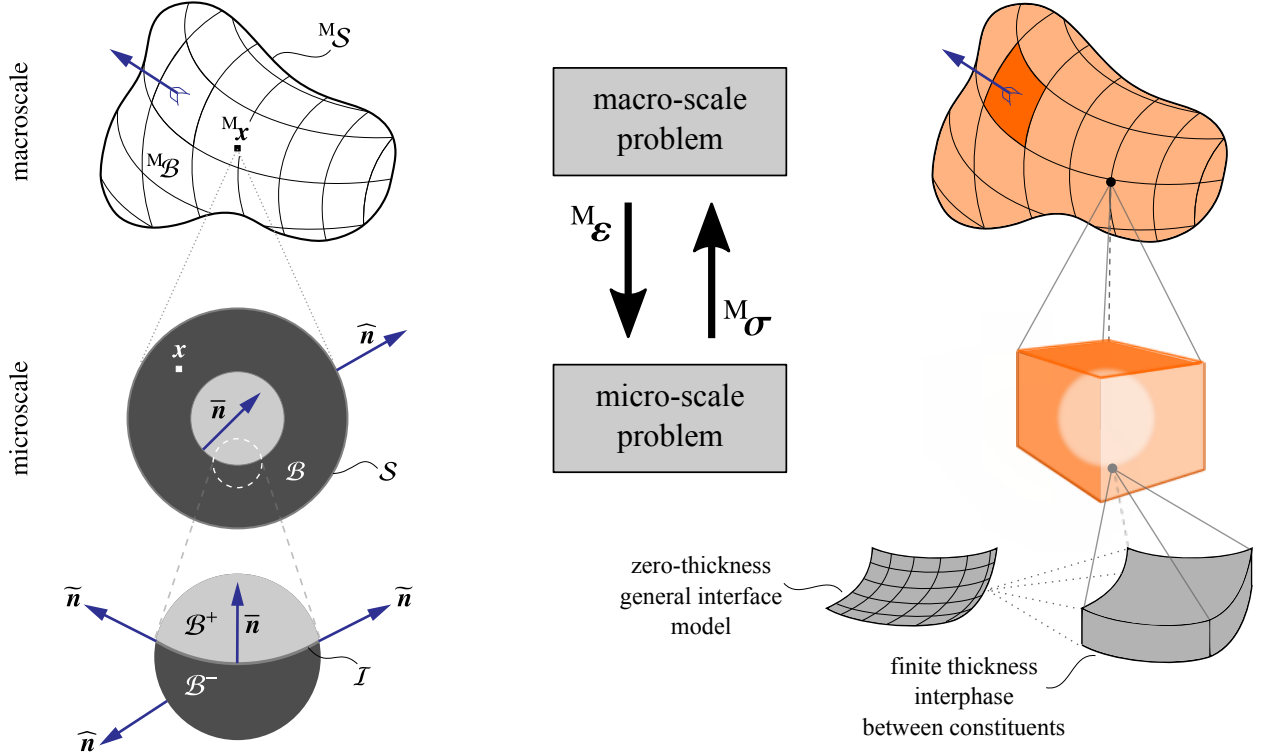 macroscale
ᴹ𝒮
ᴹx
ᴹℬ
macro-scale
problem
ᴹε
ᴹσ
microscale
n̂
x
n̄
ℬ
𝒮
micro-scale
problem
ñ
ℬ⁺
n̄
ñ
ℬ⁻
ℐ
n̂
zero-thickness
general interface
model
finite thickness
interphase
between constituents